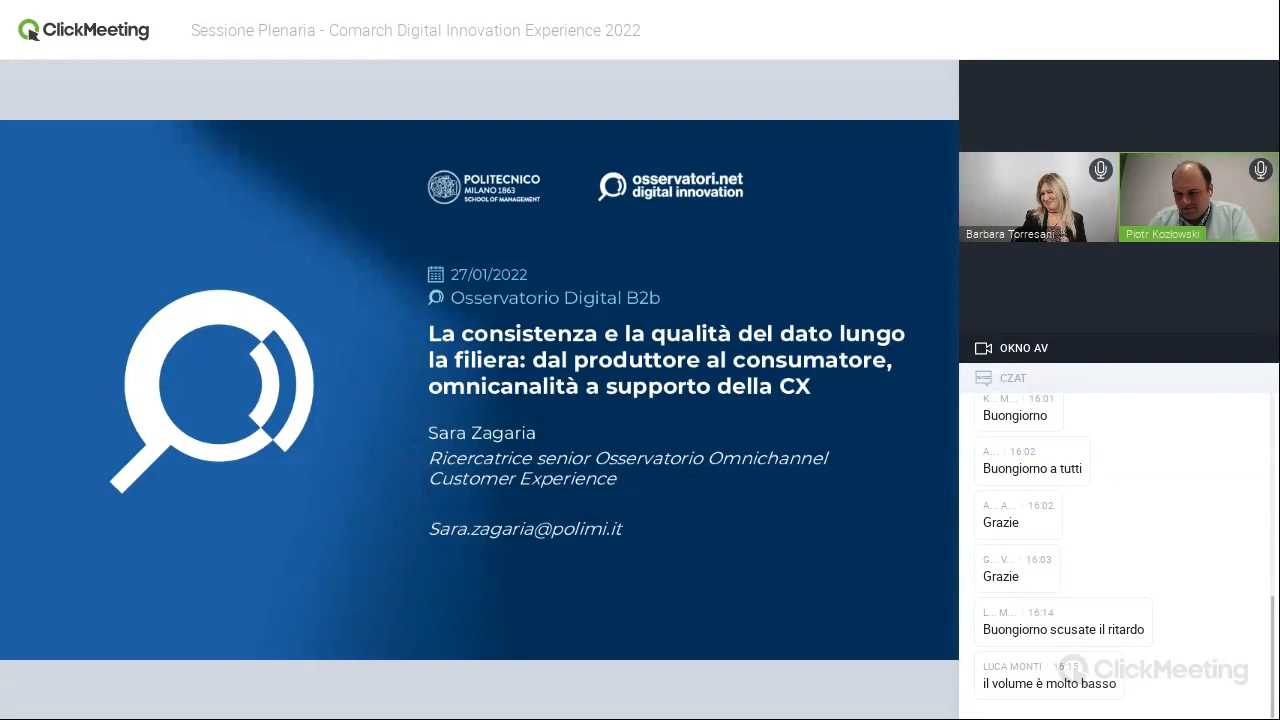 ClickMeeting
Sessione Plenaria - Comarch Digital Innovation Experience 2022
POLITECNICO
MILANO 1863
SCHOOL OF MANAGEMENT
osservatori.net
digital innovation
27/01/2022
Osservatorio Digital B2b
La consistenza e la qualità del dato lungo
la filiera: dal produttore al consumatore,
omnicanalità a supporto della CX
Sara Zagaria
Ricercatrice senior Osservatorio Omnichannel
Customer Experience
Sara.zagaria@polimi.it
Barbara Torresani
Piotr Kozlowski
OKNO AV
CZAT
K... M... 16:01
Buongiorno
A... 16:02
Buongiorno a tutti
A... A... 16:02
Grazie
G... V... 16:03
Grazie
L... M... 16:14
Buongiorno scusate il ritardo
LUCA MONTI 16:15
il volume è molto basso
ClickMeeting